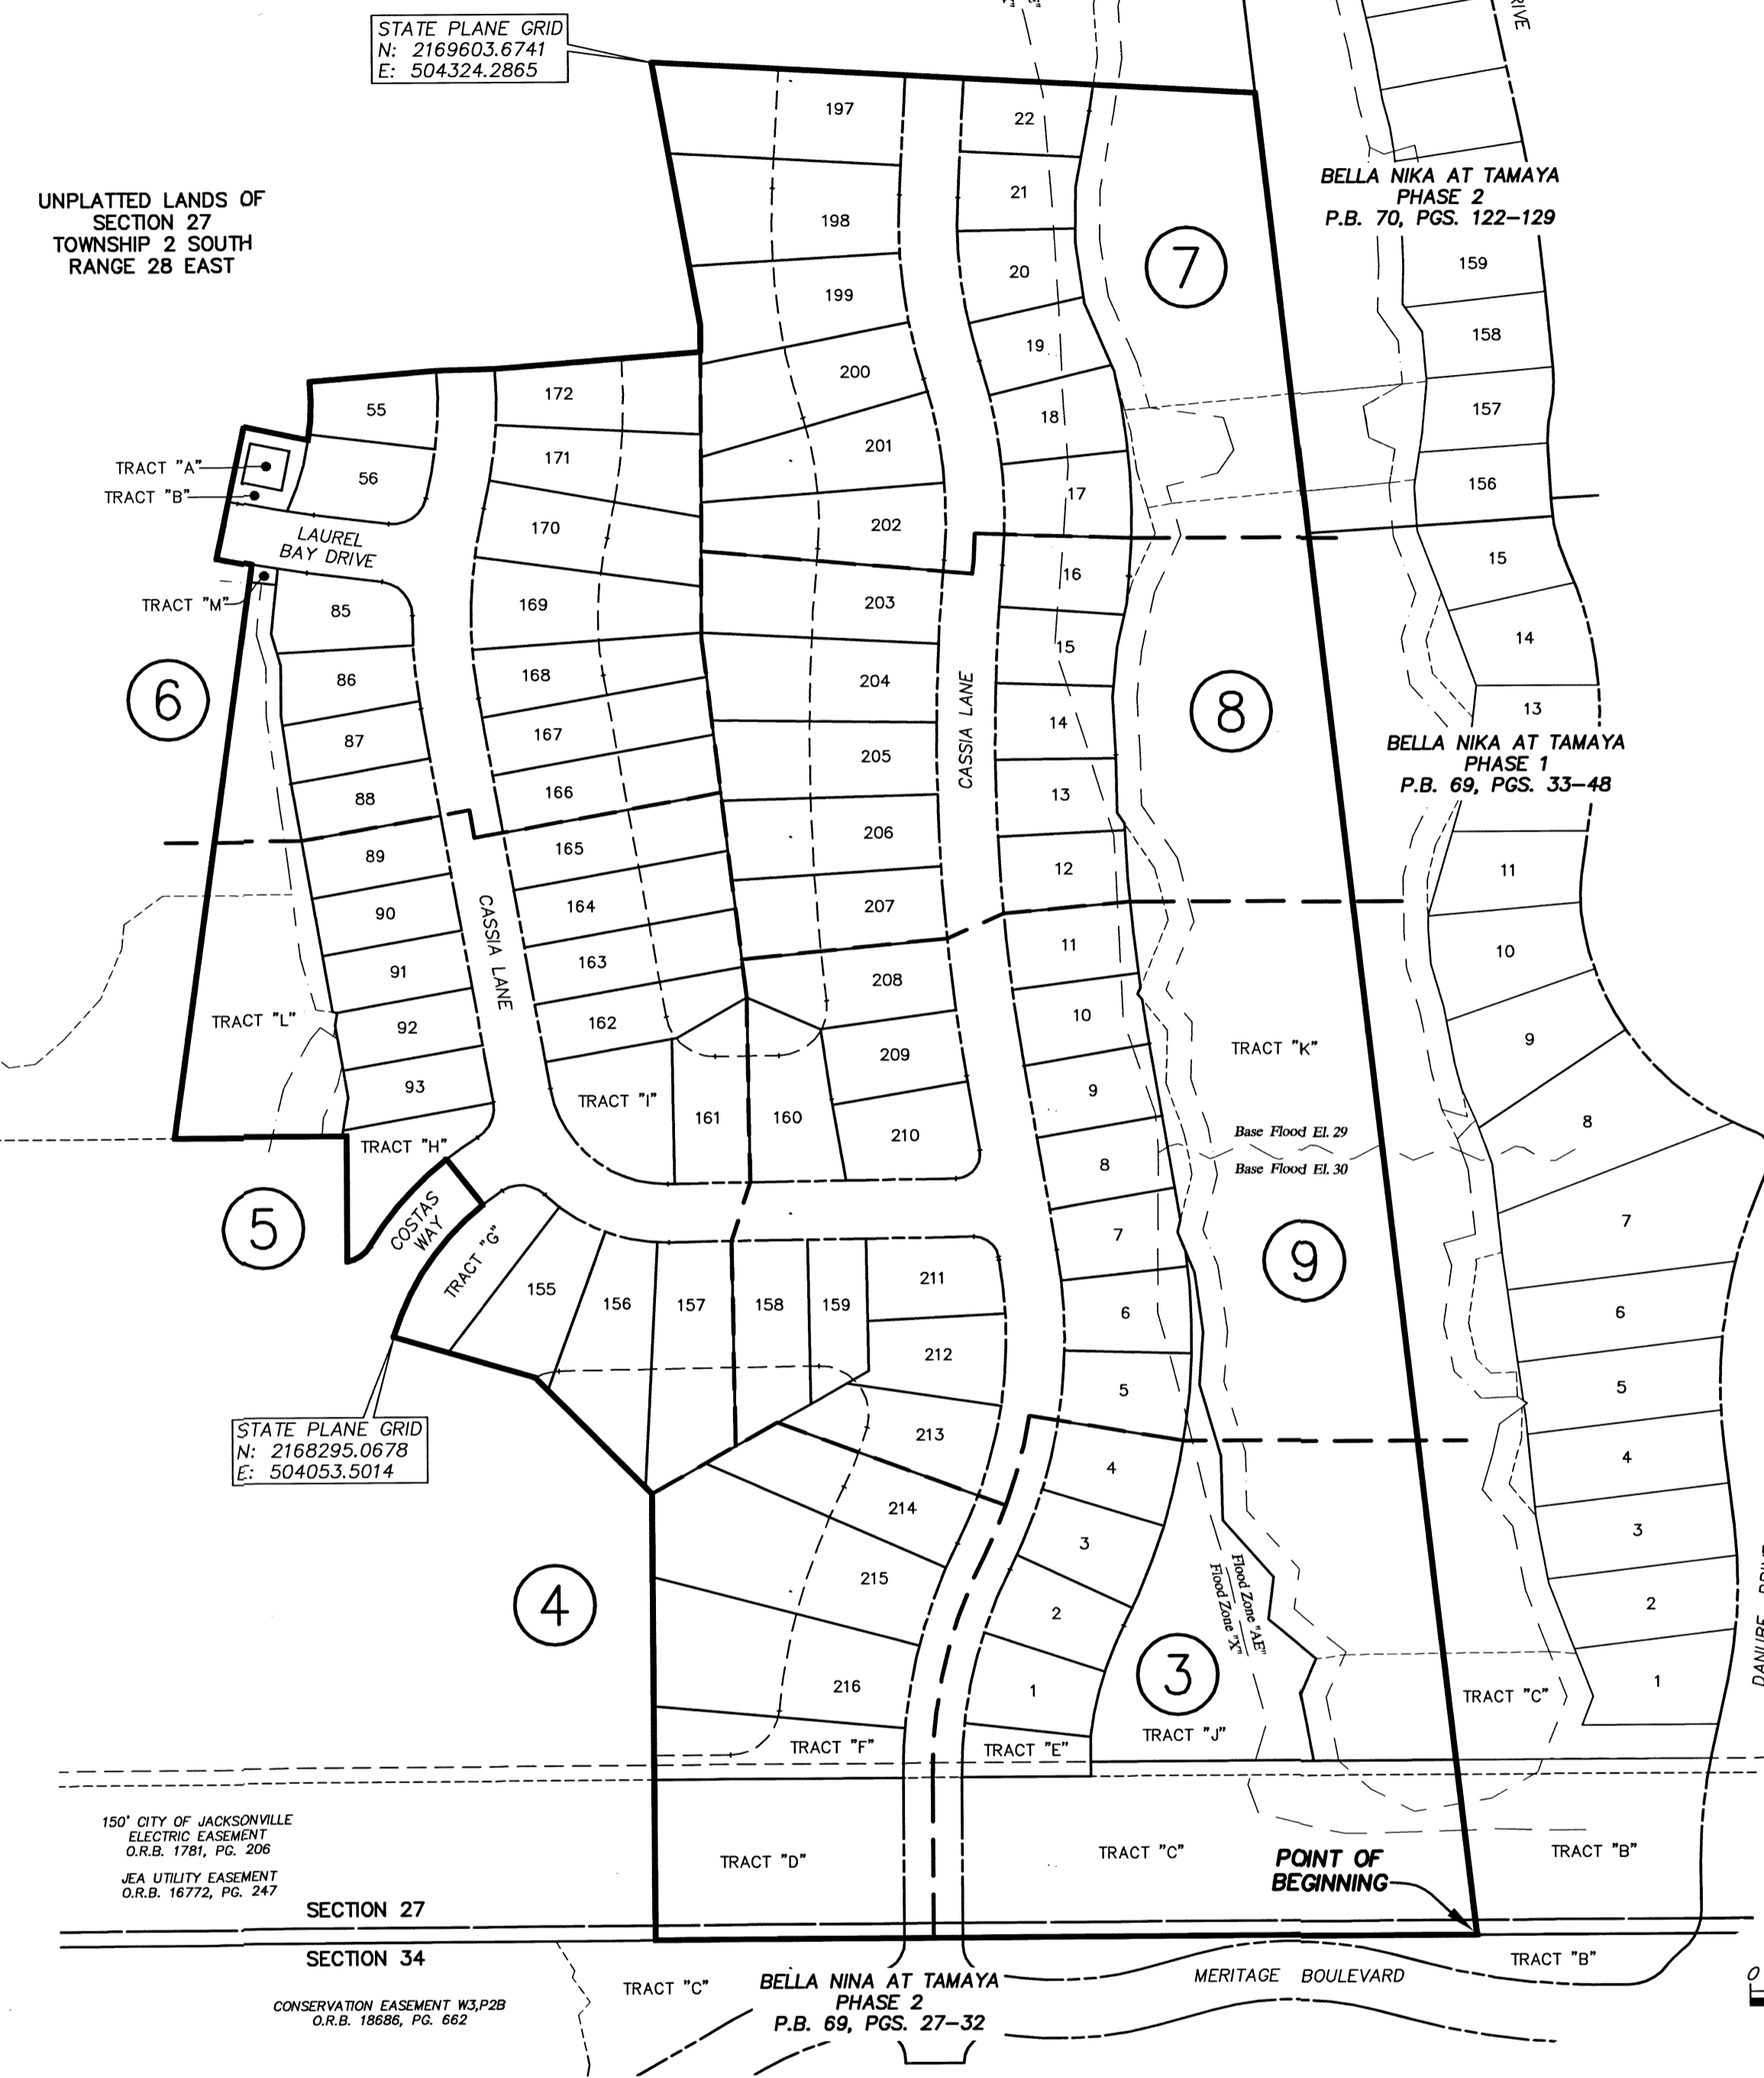 STATE PLANE GRID
N: 2169603.6741
E: 504324.2865
RIVE
UNPLATTED LANDS OF
SECTION 27
TOWNSHIP 2 SOUTH
RANGE 28 EAST
BELLA NIKA AT TAMAYA
PHASE 2
P.B. 70, PGS. 122–129
197
198
199
200
201
202
203
204
205
206
207
208
209
210
211
212
213
214
215
216
22
21
20
19
18
17
16
15
14
13
12
11
10
9
8
7
6
5
4
3
2
1
7
8
9
3
4
5
6
159
158
157
156
15
14
13
BELLA NIKA AT TAMAYA
PHASE 1
P.B. 69, PGS. 33–48
11
10
9
8
7
6
5
4
3
2
1
55
56
TRACT "A"
TRACT "B"
LAUREL
BAY DRIVE
TRACT "M"
85
86
87
88
89
90
91
92
93
172
171
170
169
168
167
166
165
164
163
162
CASSIA LANE
CASSIA LANE
TRACT "L"
TRACT "I"
161
160
TRACT "H"
COSTAS
WAY
TRACT "G"
155
156
157
158
159
TRACT "K"
Base Flood El. 29
Base Flood El. 30
STATE PLANE GRID
N: 2168295.0678
E: 504053.5014
Flood Zone "AE"
Flood Zone "X"
TRACT "J"
TRACT "C"
TRACT "F"
TRACT "E"
150' CITY OF JACKSONVILLE
ELECTRIC EASEMENT
O.R.B. 1781, PG. 206
JEA UTILITY EASEMENT
O.R.B. 16772, PG. 247
TRACT "D"
TRACT "C"
POINT OF
BEGINNING
TRACT "B"
SECTION 27
SECTION 34
CONSERVATION EASEMENT W3,P2B
O.R.B. 18686, PG. 662
TRACT "C"
BELLA NINA AT TAMAYA
PHASE 2
P.B. 69, PGS. 27–32
MERITAGE BOULEVARD
TRACT "B"
DANUBE DRIVE
0